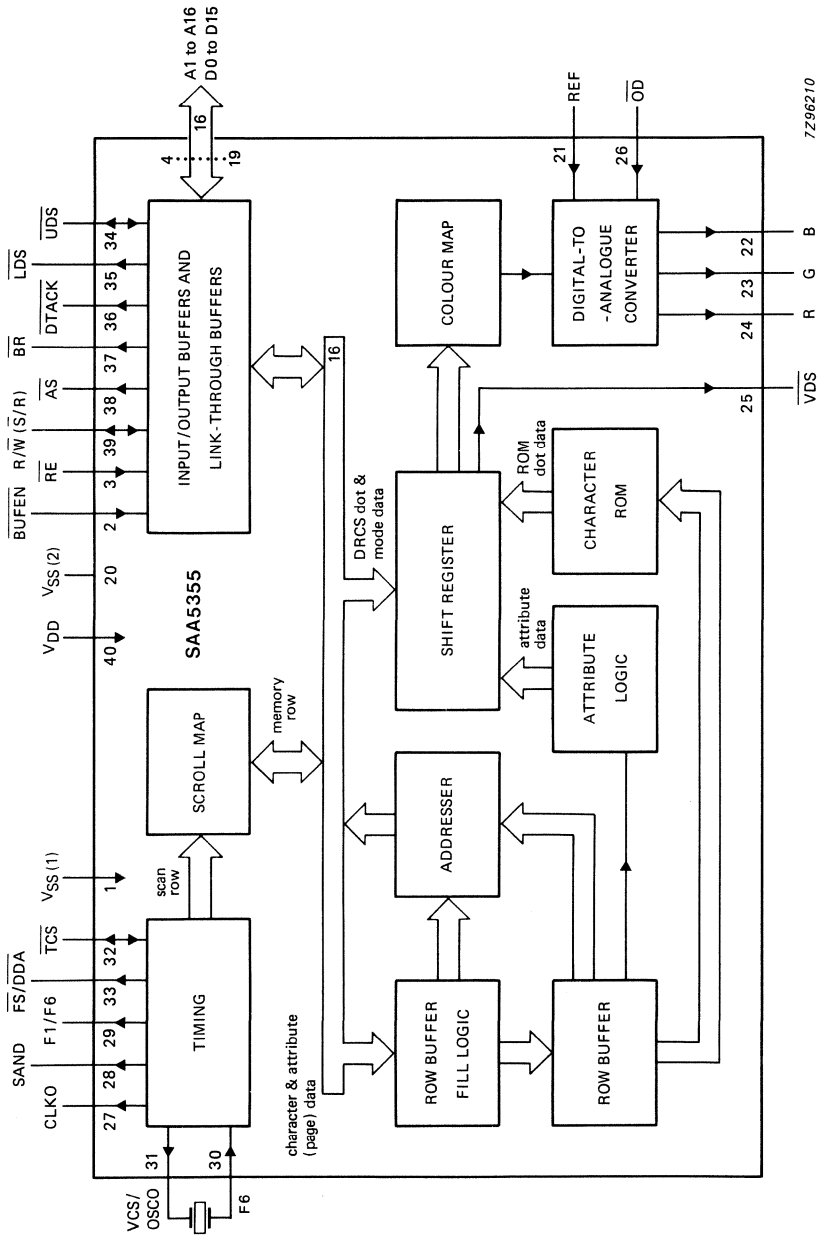 BUFEN
RE
R/W (S/R)
AS
BR
DTACK
LDS
UDS
2
3
39
38
37
36
35
34
VDD
40
VSS (2)
20
VSS (1)
1
SAND
FS/DDA
CLKO
F1/F6
TCS
27
28
29
33
32
VCS/
OSCO
31
30
F6
TIMING
scan
row
SCROLL MAP
memory
row
SAA5355
INPUT/OUTPUT BUFFERS AND
LINK-THROUGH BUFFERS
4
19
16
A1 to A16
D0 to D15
16
character & attribute
(page) data
DRCS dot &
mode data
ROW BUFFER
FILL LOGIC
ADDRESSER
SHIFT REGISTER
COLOUR MAP
ROW BUFFER
ATTRIBUTE
LOGIC
attribute
data
CHARACTER
ROM
ROM
dot data
DIGITAL-TO
-ANALOGUE
CONVERTER
21
REF
26
OD
25
24
23
22
VDS
R
G
B
7Z96210